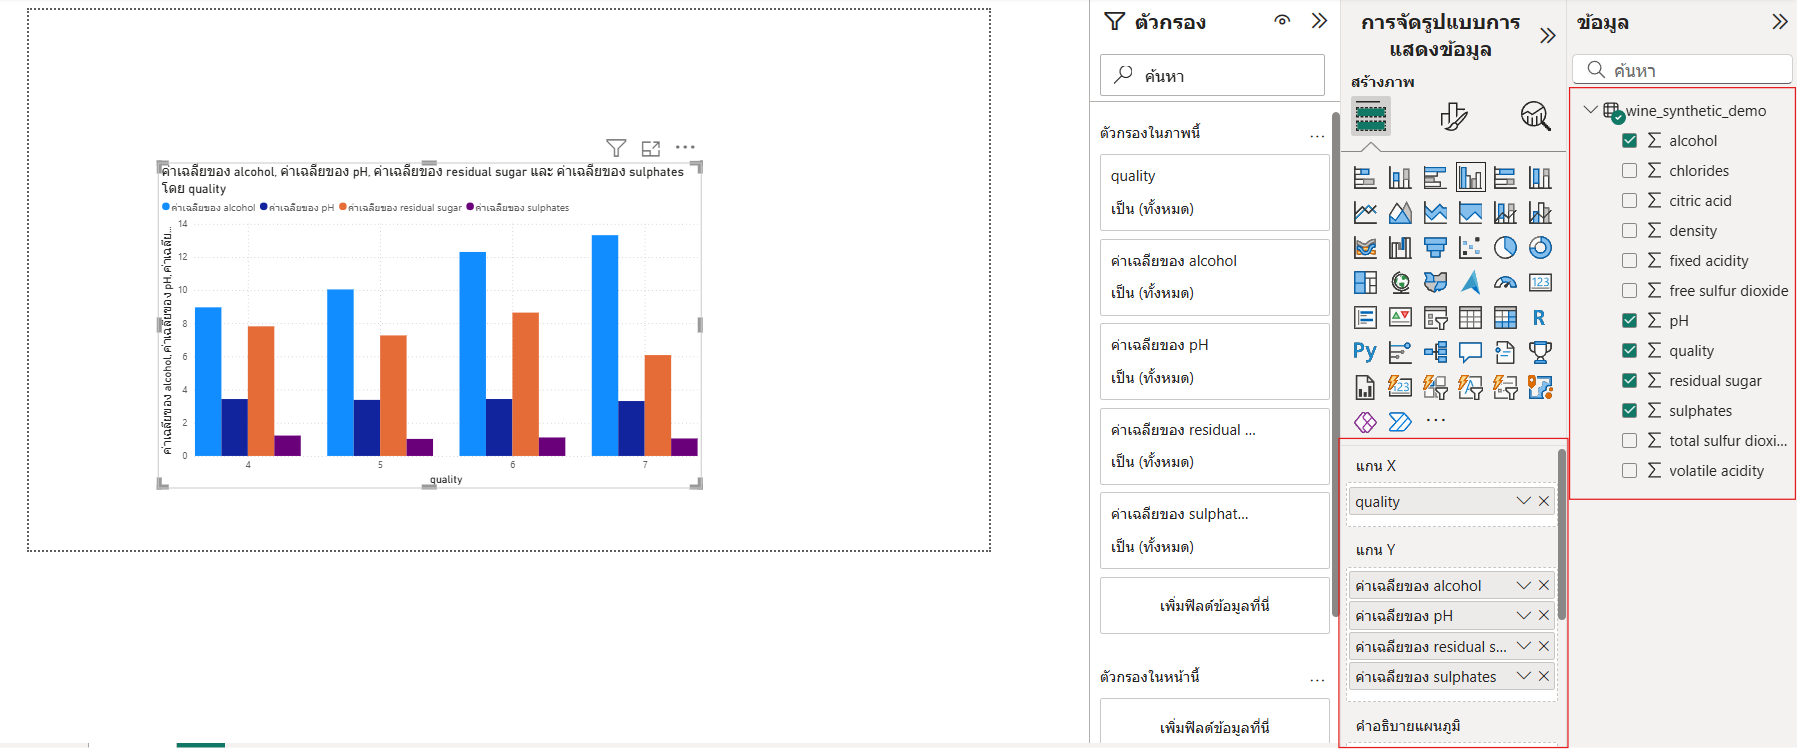 ค่าเฉลี่ยของ alcohol, ค่าเฉลี่ยของ pH, ค่าเฉลี่ยของ residual sugar และ ค่าเฉลี่ยของ sulphates
โดย quality
ค่าเฉลี่ยของ alcohol ค่าเฉลี่ยของ pH ค่าเฉลี่ยของ residual sugar ค่าเฉลี่ยของ sulphates
ค่าเฉลี่ยของ alcohol, ค่าเฉลี่ยของ pH, ค่าเฉลี่ย...
14
12
10
8
6
4
2
0
4 5 6 7
quality
ตัวกรอง
ค้นหา
ตัวกรองในภาพนี้
quality
เป็น (ทั้งหมด)
ค่าเฉลี่ยของ alcohol
เป็น (ทั้งหมด)
ค่าเฉลี่ยของ pH
เป็น (ทั้งหมด)
ค่าเฉลี่ยของ residual ...
เป็น (ทั้งหมด)
ค่าเฉลี่ยของ sulphat...
เป็น (ทั้งหมด)
เพิ่มฟิลด์ข้อมูลที่นี่
ตัวกรองในหน้านี้
เพิ่มฟิลด์ข้อมูลที่นี่
การจัดรูปแบบการ
แสดงข้อมูล
สร้างภาพ
123
R
Py
123
แกน X
quality
แกน Y
ค่าเฉลี่ยของ alcohol
ค่าเฉลี่ยของ pH
ค่าเฉลี่ยของ residual s...
ค่าเฉลี่ยของ sulphates
คำอธิบายแผนภูมิ
ข้อมูล
ค้นหา
wine_synthetic_demo
alcohol
chlorides
citric acid
density
fixed acidity
free sulfur dioxide
pH
quality
residual sugar
sulphates
total sulfur dioxi...
volatile acidity